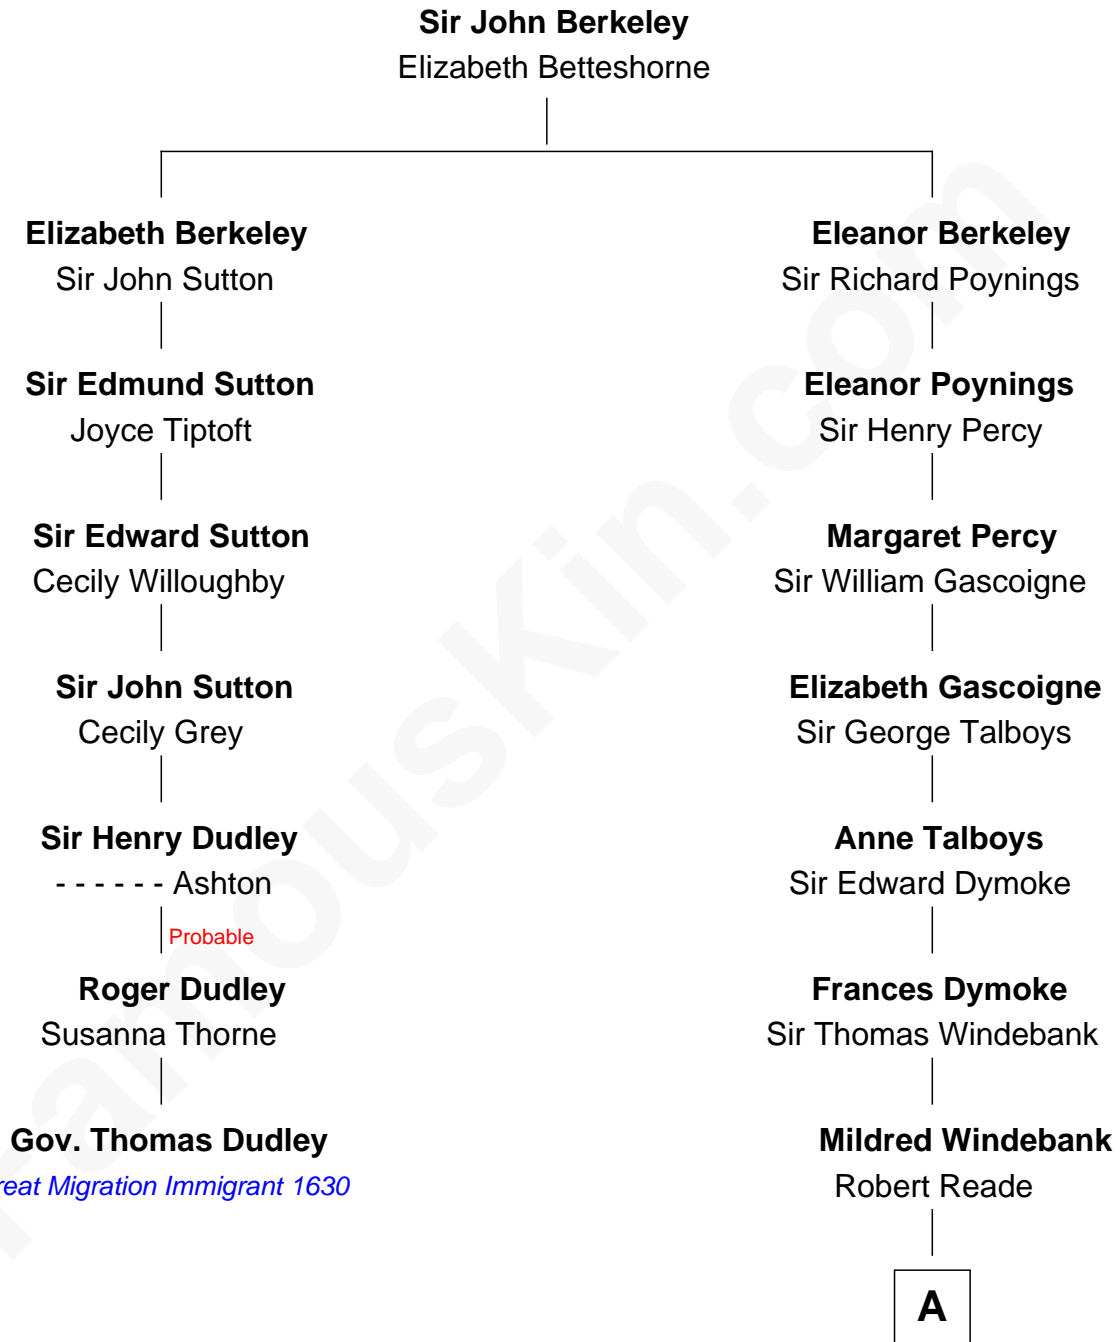 Sir John Berkeley
Elizabeth Betteshorne
Elizabeth Berkeley
Sir John Sutton
Eleanor Berkeley
Sir Richard Poynings
Sir Edmund Sutton
Joyce Tiptoft
Eleanor Poynings
Sir Henry Percy
Sir Edward Sutton
Cecily Willoughby
Margaret Percy
Sir William Gascoigne
Sir John Sutton
Cecily Grey
Elizabeth Gascoigne
Sir George Talboys
Sir Henry Dudley
- - - - - - Ashton
Anne Talboys
Sir Edward Dymoke
Probable
Roger Dudley
Susanna Thorne
Frances Dymoke
Sir Thomas Windebank
Gov. Thomas Dudley
reat Migration Immigrant 1630
Mildred Windebank
Robert Reade
A
FamousKin.com